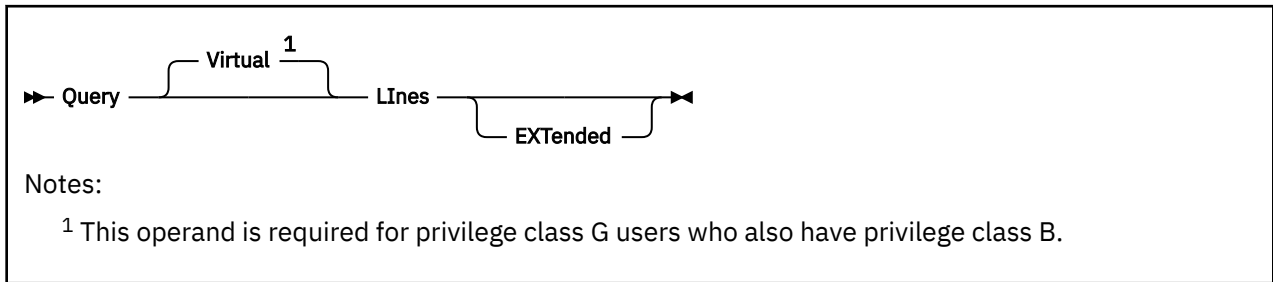 Virtual 1
Query LInes
EXTended
Notes:
1 This operand is required for privilege class G users who also have privilege class B.